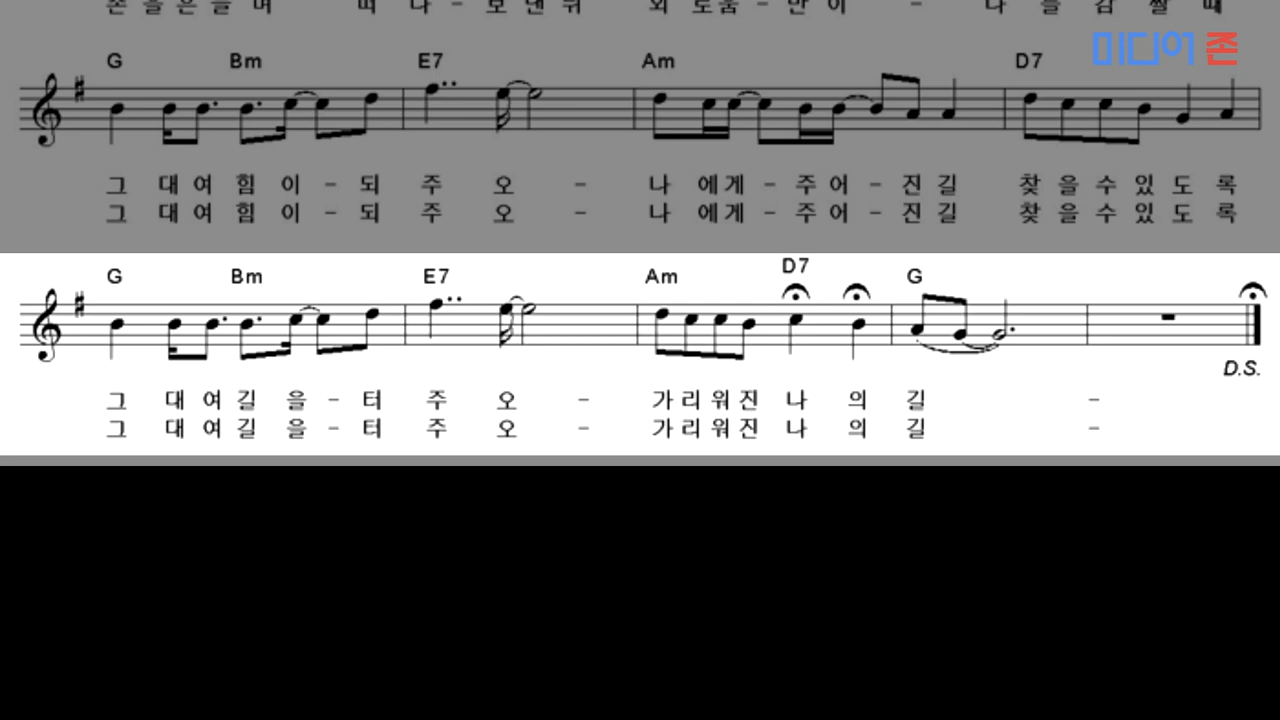 미디어 존
G Bm E7 Am D7
그 대 여 힘 이 - 되 주 오 - 나 에 게 - 주 어 - 진 길 찾 을 수 있 도 록
그 대 여 힘 이 - 되 주 오 - 나 에 게 - 주 어 - 진 길 찾 을 수 있 도 록
G Bm E7 Am D7 G
D.S.
그 대 여 길 을 - 터 주 오 - 가 리 워 진 나 의 길 -
그 대 여 길 을 - 터 주 오 - 가 리 워 진 나 의 길 -